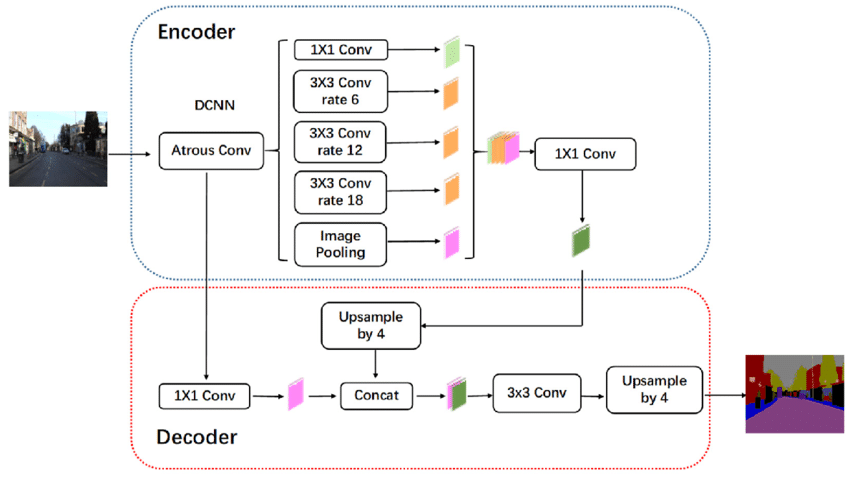 Encoder
DCNN
Atrous Conv
1X1 Conv
3X3 Conv
rate 6
3X3 Conv
rate 12
3X3 Conv
rate 18
Image
Pooling
1X1 Conv
Upsample
by 4
1X1 Conv
Concat
3x3 Conv
Upsample
by 4
Decoder